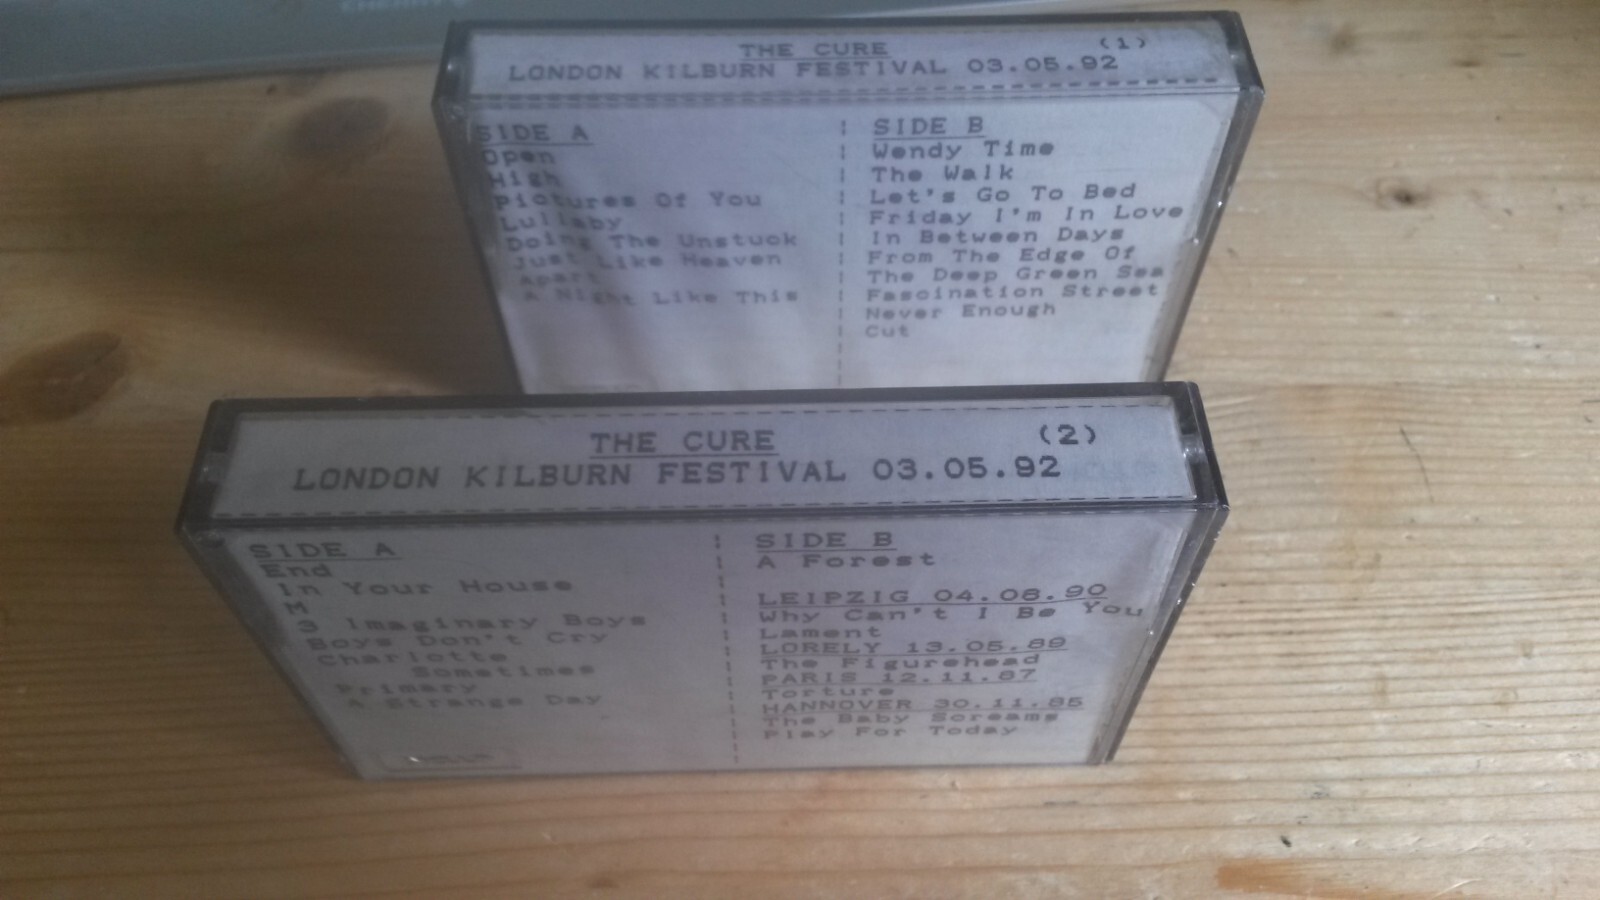 THE CURE (1)
LONDON KILBURN FESTIVAL 03.05.92
SIDE A
Open
High
Pictures Of You
Lullaby
Doing The Unstuck
Just Like Heaven
Apart
A Night Like This
SIDE B
Wendy Time
The Walk
Let's Go To Bed
Friday I'm In Love
In Between Days
From The Edge Of
The Deep Green Sea
Fascination Street
Never Enough
Cut
THE CURE (2)
LONDON KILBURN FESTIVAL 03.05.92
SIDE A
End
In Your House
M
3 Imaginary Boys
Boys Don't Cry
Charlotte
Sometimes
Primary
A Strange Day
SIDE B
A Forest
LEIPZIG 04.08.90
Why Can't I Be You
Lament
LORELY 13.05.89
The Figurehead
PARIS 12.11.87
Torture
HANNOVER 30.11.85
The Baby Screams
Play For Today